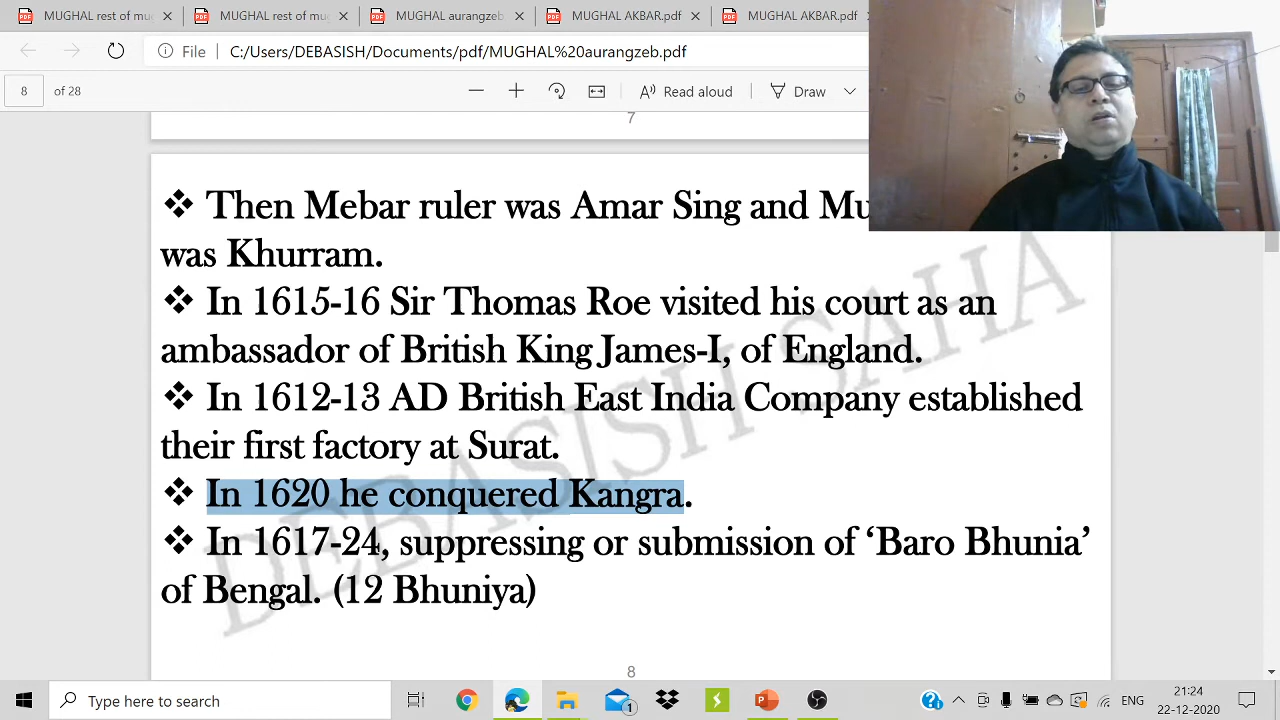 MUGHAL rest of mu
MUGHAL rest of mu
MUGHAL aurangzeb
MUGHAL AKBAR.pdf
MUGHAL AKBAR.pdf
File
C:/Users/DEBASISH/Documents/pdf/MUGHAL%20aurangzeb.pdf
8 of 28
Read aloud
Draw
7
❖ Then Mebar ruler was Amar Sing and Mu
was Khurram.
❖ In 1615-16 Sir Thomas Roe visited his court as an
ambassador of British King James-I, of England.
❖ In 1612-13 AD British East India Company established
their first factory at Surat.
❖ In 1620 he conquered Kangra.
❖ In 1617-24, suppressing or submission of ‘Baro Bhunia’
of Bengal. (12 Bhuniya)
DEBASISH SAHA
8
Type here to search
1
ENG
21:24
22-12-2020